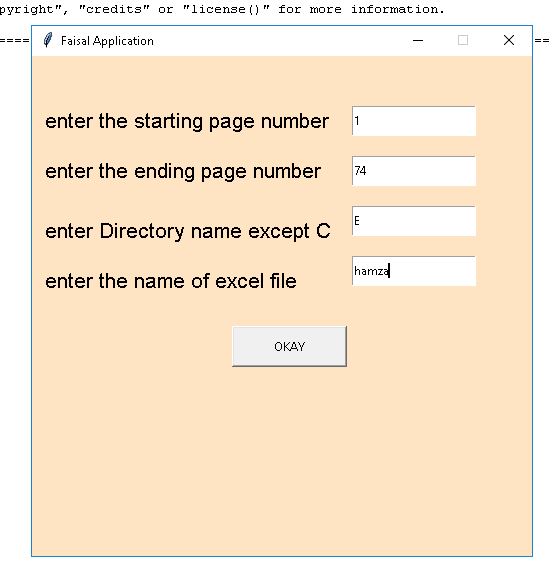 pyright", "credits" or "license()" for more information.
====
==
Faisal Application
enter the starting page number
1
enter the ending page number
74
enter Directory name except C
E
enter the name of excel file
hamza
OKAY